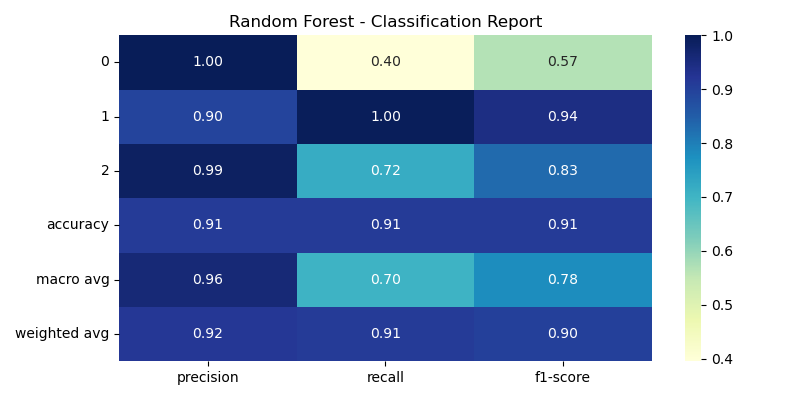 Random Forest - Classification Report
0 1.00 0.40 0.57
1 0.90 1.00 0.94
2 0.99 0.72 0.83
accuracy 0.91 0.91 0.91
macro avg 0.96 0.70 0.78
weighted avg 0.92 0.91 0.90
precision recall f1-score
1.0
0.9
0.8
0.7
0.6
0.5
0.4